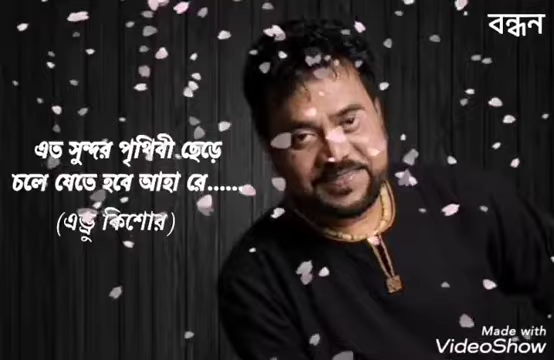 বন্ধন
এত সুন্দর পৃথিবী ছেড়ে
চলে যেতে হবে আহা রে......
(এন্ড্রু কিশোর)
Made with
VideoShow